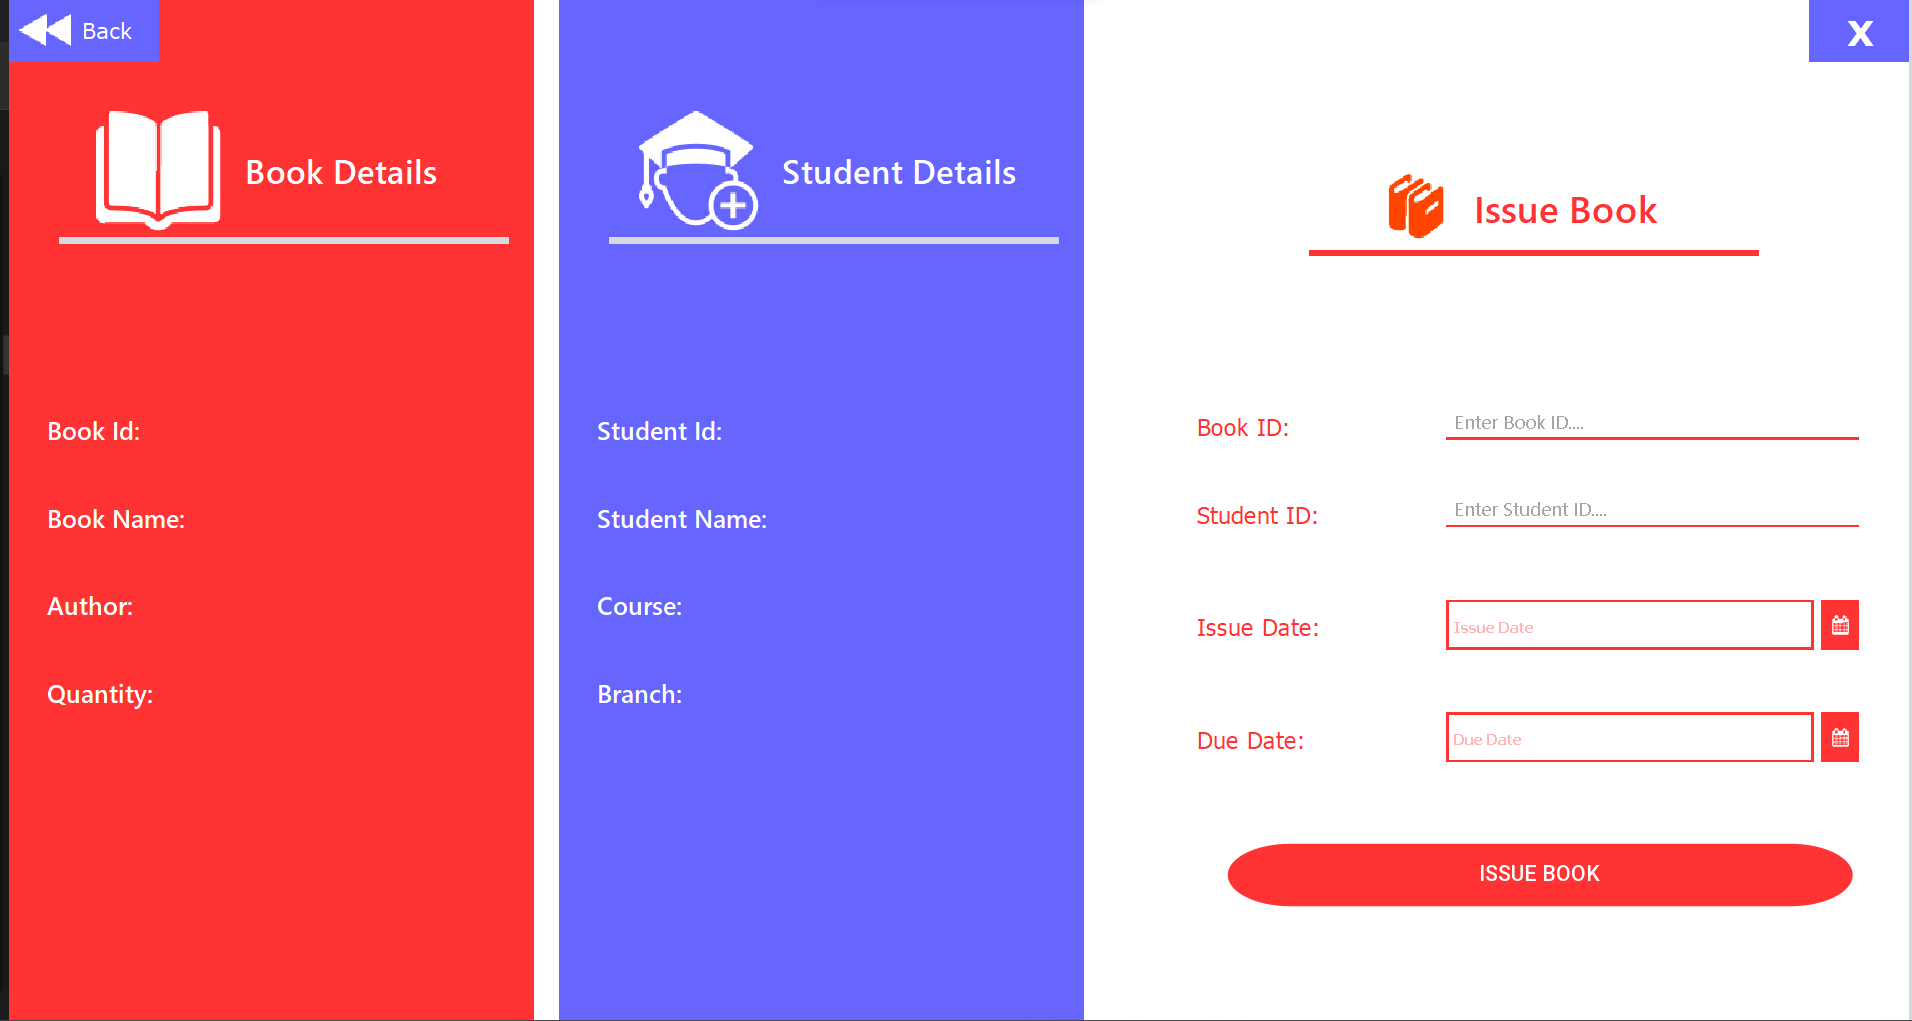 Back
X
Book Details
Student Details
Issue Book
Book Id:
Book Name:
Author:
Quantity:
Student Id:
Student Name:
Course:
Branch:
Book ID:
Enter Book ID....
Student ID:
Enter Student ID....
Issue Date:
Issue Date
Due Date:
Due Date
ISSUE BOOK